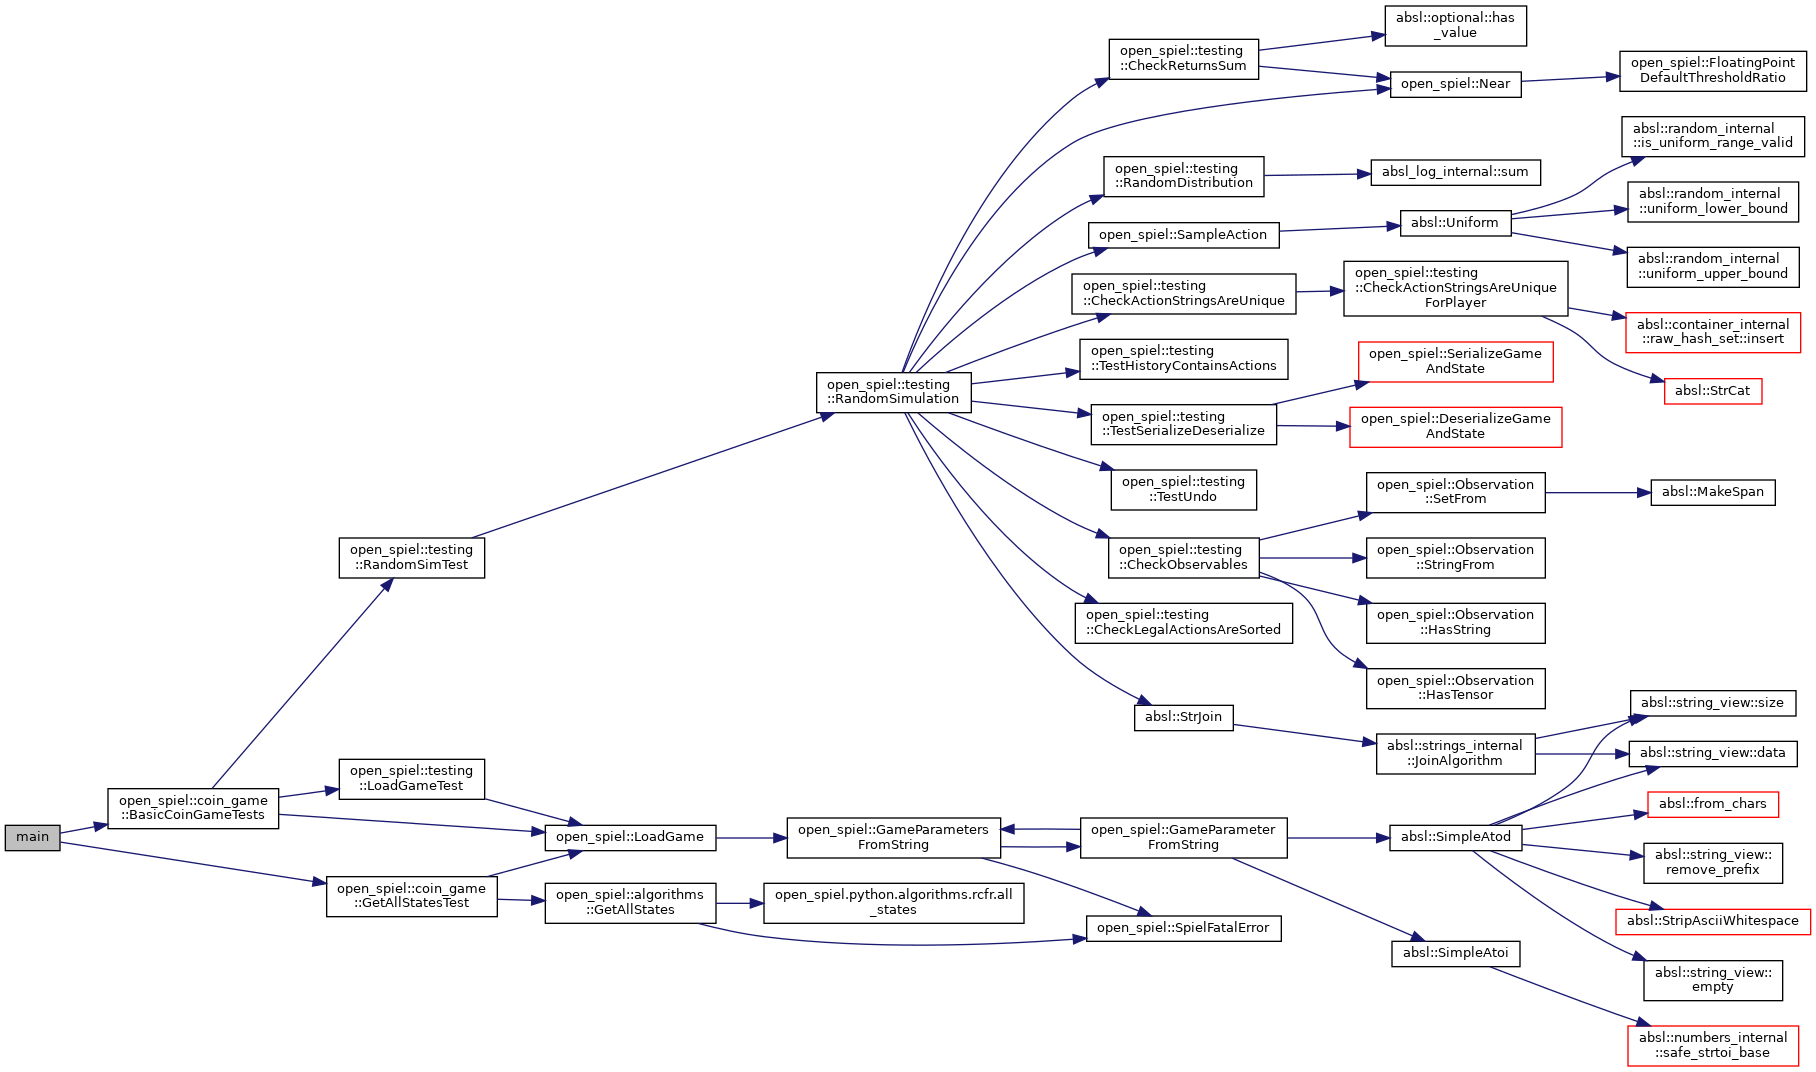 main
open_spiel::coin_game
::BasicCoinGameTests
open_spiel::coin_game
::GetAllStatesTest
open_spiel::testing
::RandomSimTest
open_spiel::testing
::LoadGameTest
open_spiel::LoadGame
open_spiel::algorithms
::GetAllStates
open_spiel::testing
::RandomSimulation
open_spiel::GameParameters
FromString
open_spiel.python.algorithms.rcfr.all
_states
open_spiel::testing
::CheckReturnsSum
open_spiel::testing
::RandomDistribution
open_spiel::SampleAction
open_spiel::testing
::CheckActionStringsAreUnique
open_spiel::testing
::TestHistoryContainsActions
open_spiel::testing
::TestSerializeDeserialize
open_spiel::testing
::TestUndo
open_spiel::testing
::CheckObservables
open_spiel::testing
::CheckLegalActionsAreSorted
absl::StrJoin
open_spiel::GameParameter
FromString
open_spiel::SpielFatalError
absl::optional::has
_value
open_spiel::Near
absl_log_internal::sum
absl::Uniform
open_spiel::testing
::CheckActionStringsAreUnique
ForPlayer
open_spiel::SerializeGame
AndState
open_spiel::DeserializeGame
AndState
open_spiel::Observation
::SetFrom
open_spiel::Observation
::StringFrom
open_spiel::Observation
::HasString
open_spiel::Observation
::HasTensor
absl::strings_internal
::JoinAlgorithm
absl::SimpleAtod
absl::SimpleAtoi
open_spiel::FloatingPoint
DefaultThresholdRatio
absl::random_internal
::is_uniform_range_valid
absl::random_internal
::uniform_lower_bound
absl::random_internal
::uniform_upper_bound
absl::container_internal
::raw_hash_set::insert
absl::StrCat
absl::MakeSpan
absl::string_view::size
absl::string_view::data
absl::from_chars
absl::string_view::
remove_prefix
absl::StripAsciiWhitespace
absl::string_view::
empty
absl::numbers_internal
::safe_strtoi_base